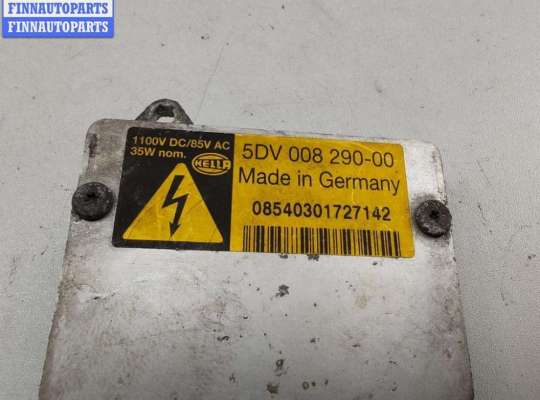 FINNAUTOPARTS
FINNAUTOPARTS
1100V DC/85V AC
35W nom.
HELLA
5DV 008 290-00
Made in Germany
08540301727142